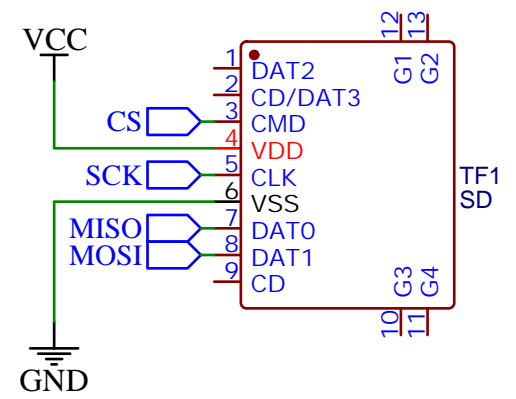 VCC
12 13
G1 G2
1 DAT2
2 CD/DAT3
CS 3 CMD
4 VDD
SCK 5 CLK
TF1
SD
6 VSS
MISO 7 DAT0
MOSI 8 DAT1
9 CD
G3 G4
10 11
GND